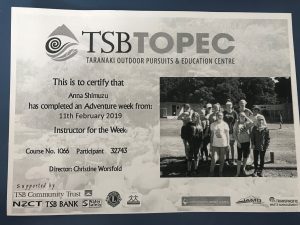 TSBTOPEC
TARANAKI OUTDOOR PURSUITS & EDUCATION CENTRE
This is to certify that
Anna Shimuzu
has completed an Adventure week from:
11th February 2019
Instructor for the Week
Course No. 1066 Participant 32743
Director: Christine Worsfold
Supported by
TSB Community Trust
NZCT TSB BANK